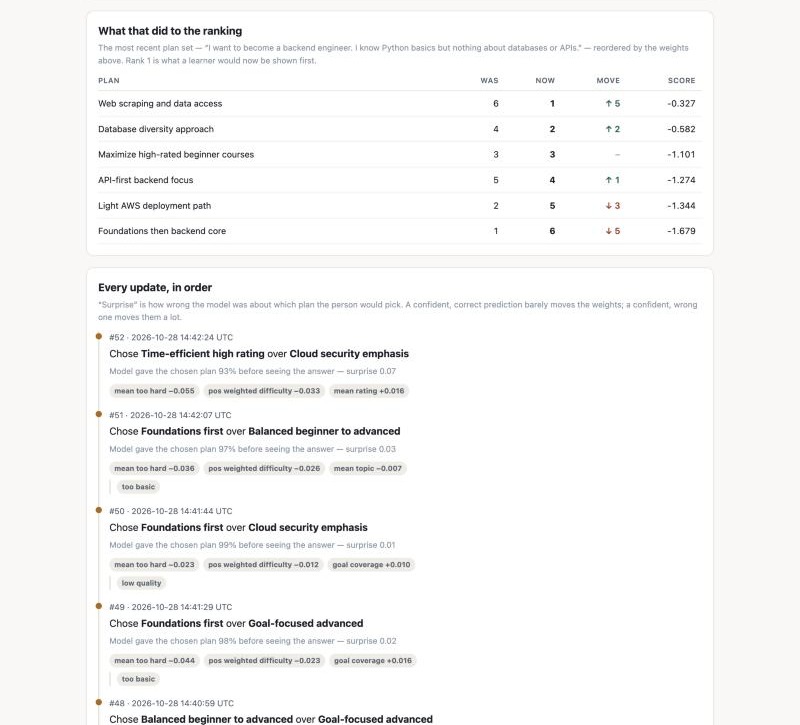 What that did to the ranking
The most recent plan set — “I want to become a backend engineer. I know Python basics but nothing about databases or APIs.” — reordered by the weights
above. Rank 1 is what a learner would now be shown first.
PLAN WAS NOW MOVE SCORE
Web scraping and data access 6 1 ↑ 5 -0.327
Database diversity approach 4 2 ↑ 2 -0.582
Maximize high-rated beginner courses 3 3 – -1.101
API-first backend focus 5 4 ↑ 1 -1.274
Light AWS deployment path 2 5 ↓ 3 -1.344
Foundations then backend core 1 6 ↓ 5 -1.679
Every update, in order
“Surprise” is how wrong the model was about which plan the person would pick. A confident, correct prediction barely moves the weights; a confident, wrong
one moves them a lot.
#52 · 2026-10-28 14:42:24 UTC
Chose Time-efficient high rating over Cloud security emphasis
Model gave the chosen plan 93% before seeing the answer — surprise 0.07
mean too hard −0.055 pos weighted difficulty −0.033 mean rating +0.016
#51 · 2026-10-28 14:42:07 UTC
Chose Foundations first over Balanced beginner to advanced
Model gave the chosen plan 97% before seeing the answer — surprise 0.03
mean too hard −0.036 pos weighted difficulty −0.026 mean topic −0.007
too basic
#50 · 2026-10-28 14:41:44 UTC
Chose Foundations first over Cloud security emphasis
Model gave the chosen plan 99% before seeing the answer — surprise 0.01
mean too hard −0.023 pos weighted difficulty −0.012 goal coverage +0.010
low quality
#49 · 2026-10-28 14:41:29 UTC
Chose Foundations first over Goal-focused advanced
Model gave the chosen plan 98% before seeing the answer — surprise 0.02
mean too hard −0.044 pos weighted difficulty −0.023 goal coverage +0.016
too basic
#48 · 2026-10-28 14:40:59 UTC
Chose Balanced beginner to advanced over Goal-focused advanced